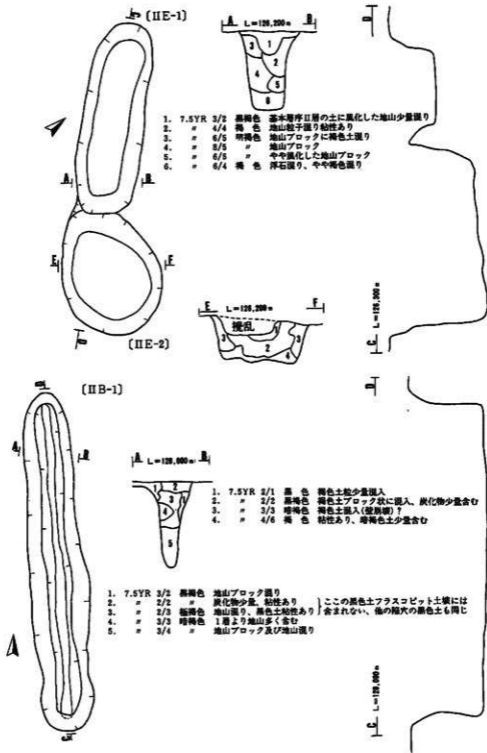 (IIE-1)
A L=126,200m B
1. 7.5YR 3/2 黒褐色 基本層序Ⅱ層の土に風化した地山少量混り
2. 〃 4/4 褐色 地山粒子混り粘性あり
3. 〃 6/5 明褐色 地山ブロックに褐色土混り
4. 〃 8/5 〃 地山ブロック
5. 〃 6/5 〃 やや風化した地山ブロック
6. 〃 6/4 褐色 浮石混り、やや褐色混り
A B
E F
E L=126,200m F
撹乱
(IIE-2)
C L=126,300m D
(IIB-1)
A B
A L=128,000m B
1. 7.5YR 2/1 黒色 褐色土粒少量混入
2. 〃 2/2 黒褐色 褐色土ブロック状に混入、炭化物少量含む
3. 〃 3/3 暗褐色 褐色土混入(壁崩壊)?
4. 〃 4/6 褐色 粘性あり、暗褐色土少量含む
1. 7.5YR 3/2 黒褐色 地山ブロック混り
2. 〃 2/2 〃 炭化物少量、粘性あり
3. 〃 2/3 極褐色 地山混り、黒色土粘性あり
ここの黒色土フラスコピット土壙には
含まれない、他の陥穴の黒色土も同じ
4. 〃 3/3 暗褐色 1層より地山多く含む
5. 〃 3/4 〃 地山ブロック及び地山混り
C L=128,000m D